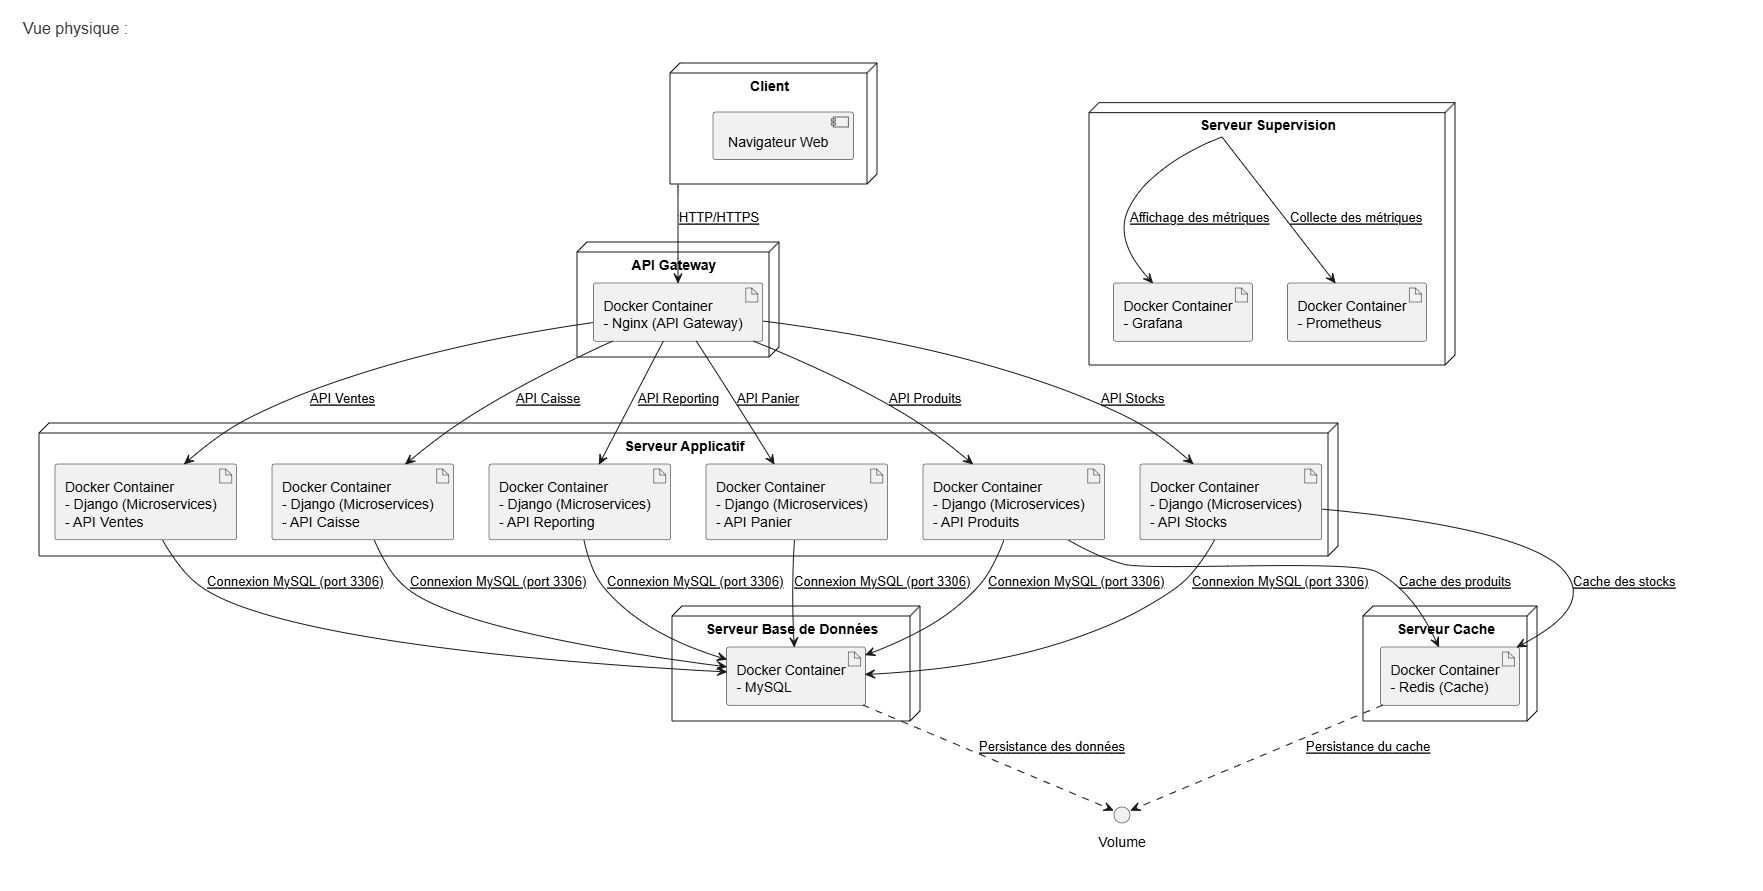 Vue physique :
Client
Navigateur Web
Serveur Supervision
HTTP/HTTPS
Affichage des métriques
Collecte des métriques
API Gateway
Docker Container
- Nginx (API Gateway)
Docker Container
- Grafana
Docker Container
- Prometheus
API Ventes
API Caisse
API Reporting
API Panier
API Produits
API Stocks
Serveur Applicatif
Docker Container
- Django (Microservices)
- API Ventes
Docker Container
- Django (Microservices)
- API Caisse
Docker Container
- Django (Microservices)
- API Reporting
Docker Container
- Django (Microservices)
- API Panier
Docker Container
- Django (Microservices)
- API Produits
Docker Container
- Django (Microservices)
- API Stocks
Connexion MySQL (port 3306)
Connexion MySQL (port 3306)
Connexion MySQL (port 3306)
Connexion MySQL (port 3306)
Connexion MySQL (port 3306)
Connexion MySQL (port 3306)
Cache des produits
Cache des stocks
Serveur Base de Données
Docker Container
- MySQL
Serveur Cache
Docker Container
- Redis (Cache)
Persistance des données
Persistance du cache
Volume